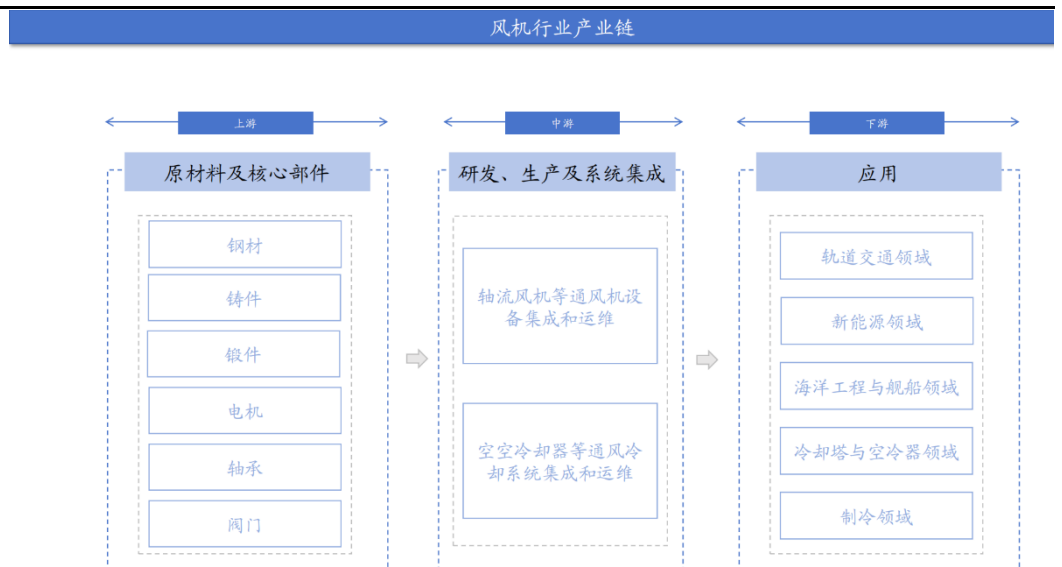 风机行业产业链
上游
中游
下游
原材料及核心部件
研发、生产及系统集成
应用
钢材
铸件
锻件
电机
轴承
阀门
轴流风机等通风机设
备集成和运维
空空冷却器等通风冷
却系统集成和运维
轨道交通领域
新能源领域
海洋工程与舰船领域
冷却塔与空冷器领域
制冷领域